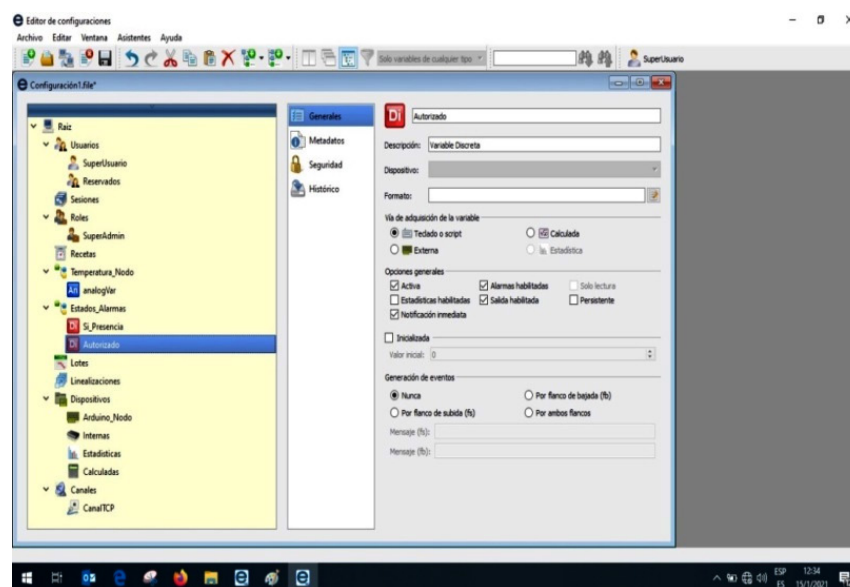 Editor de configuraciones
Archivo Editar Ventana Asistentes Ayuda
Solo variables de cualquier tipo
SuperUsuario
Configuración1.file*
Raiz
Usuarios
SuperUsuario
Reservados
Sesiones
Roles
SuperAdmin
Recetas
Temperatura_Nodo
An analogVar
Estados_Alarmas
Di Si_Presencia
Di Autorizado
Lotes
Linealizaciones
Dispositivos
Arduino_Nodo
Internas
Estadisticas
Calculadas
Canales
CanalTCP
Generales
Metadatos
Seguridad
Histórico
Di Autorizado
Descripción: Variable Discreta
Dispositivo:
Formato:
Vía de adquisición de la variable
Teclado o script Calculada
Externa Estadística
Opciones generales
Activa Alarmas habilitadas Solo lectura
Estadísticas habilitadas Salida habilitada Persistente
Notificación inmediata
Inicializada
Valor inicial: 0
Generación de eventos
Nunca Por flanco de bajada (fb)
Por flanco de subida (fs) Por ambos flancos
Mensaje (fs):
Mensaje (fb):
ESP 12:34
ES 15/1/2021